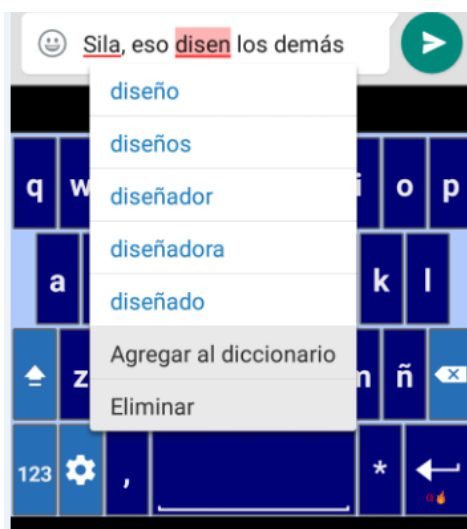 Sila, eso disen los demás
diseño
diseños
diseñador
diseñadora
diseñado
Agregar al diccionario
Eliminar
q w i o p
a k l
z n ñ
123 , *
α